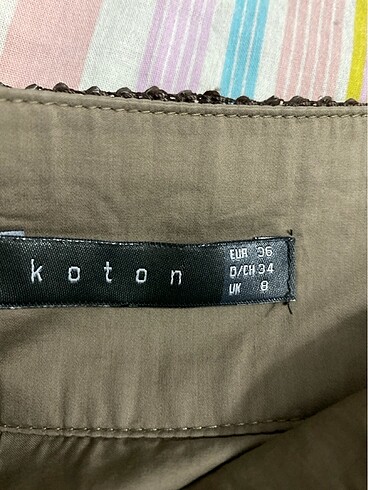 koton
EUR 36
D/CH 34
UK 8